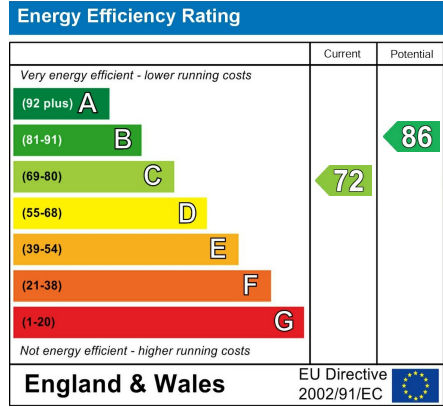 Energy Efficiency Rating
Current Potential
Very energy efficient - lower running costs
(92 plus) A
(81-91) B
86
(69-80) C
72
(55-68) D
(39-54) E
(21-38) F
(1-20) G
Not energy efficient - higher running costs
England & Wales
EU Directive
2002/91/EC